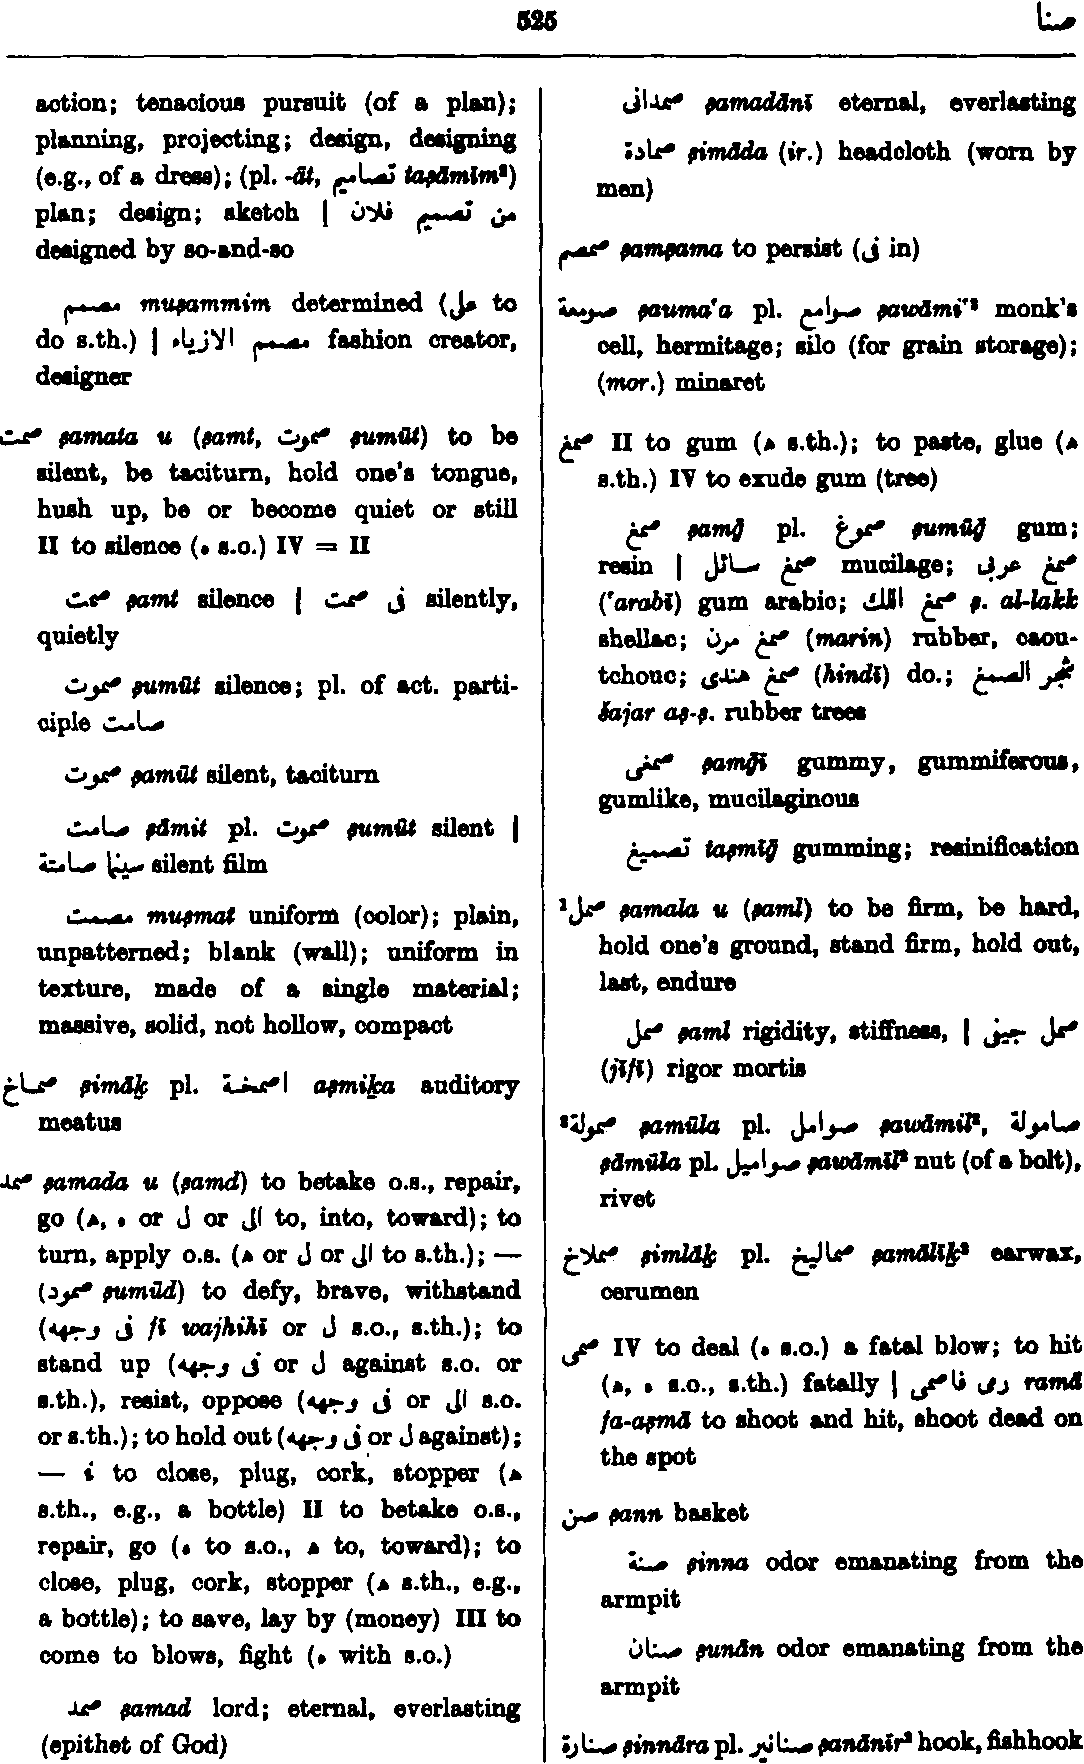 525 صنا
action; tenacious pursuit (of a plan);
planning, projecting; design, designing
(e.g., of a dress); (pl. -āt, تصاميم taṣāmīm²)
plan; design; sketch | من تصميم فلان
designed by so-and-so
مصمم muṣammim determined (على to
do s.th.) | مصمم الازياء fashion creator,
designer
صمت ṣamata u (ṣamt, صموت ṣumūt) to be
silent, be taciturn, hold one's tongue,
hush up, be or become quiet or still
II to silence (ه s.o.) IV = II
صمت ṣamt silence | فى صمت silently,
quietly
صموت ṣumūt silence; pl. of act. parti-
ciple صامت
صموت ṣamūt silent, taciturn
صامت ṣāmit pl. صموت ṣumūt silent |
سينما صامتة silent film
مصمت muṣmat uniform (color); plain,
unpatterned; blank (wall); uniform in
texture, made of a single material;
massive, solid, not hollow, compact
صماخ ṣimāḵ pl. اصمخة aṣmiḵa auditory
meatus
صمد ṣamada u (ṣamd) to betake o.s., repair,
go (ه, ه or ل or الى to, into, toward); to
turn, apply o.s. (ه or ل or الى to s.th.); —
(صمود ṣumūd) to defy, brave, withstand
(فى وجهه fī wajhihī or ل s.o., s.th.); to
stand up (فى وجهه or ل against s.o. or
s.th.), resist, oppose (فى وجهه or الى s.o.
or s.th.); to hold out (فى وجهه or ل against);
— i to close, plug, cork, stopper (ه
s.th., e.g., a bottle) II to betake o.s.,
repair, go (ه to s.o., ه to, toward); to
close, plug, cork, stopper (ه s.th., e.g.,
a bottle); to save, lay by (money) III to
come to blows, fight (ه with s.o.)
صمد ṣamad lord; eternal, everlasting
(epithet of God)
صمدانى ṣamadānī eternal, everlasting
صمادة ṣimāda (ir.) headcloth (worn by
men)
صمصم ṣamṣama to persist (فى in)
صومعة ṣauma‘a pl. صوامع ṣawāmi‘² monk's
cell, hermitage; silo (for grain storage);
(mor.) minaret
صمغ II to gum (ه s.th.); to paste, glue (ه
s.th.) IV to exude gum (tree)
صمغ ṣamḡ pl. صموغ ṣumūḡ gum;
resin | صمغ سائل mucilage; صمغ عربى
(‘arabī) gum arabic; صمغ اللك ṣ. al-lakk
shellac; صمغ مرن (marin) rubber, caou-
tchouc; صمغ هندى (hindī) do.; شجر الصمغ
šajar aṣ-ṣ. rubber trees
صمغى ṣamḡī gummy, gummiferous,
gumlike, mucilaginous
تصميغ taṣmīḡ gumming; resinification
¹صمل ṣamala u (ṣaml) to be firm, be hard,
hold one's ground, stand firm, hold out,
last, endure
صمل ṣaml rigidity, stiffness, | صمل جيفى
(jīfī) rigor mortis
²صمولة ṣamūla pl. صوامل ṣawāmil², صامولة
ṣāmūla pl. صواميل ṣawāmīl² nut (of a bolt),
rivet
صملاخ ṣimlāḵ pl. صماليخ ṣamālīḵ² earwax,
cerumen
صمى IV to deal (ه s.o.) a fatal blow; to hit
(ه, ه s.o., s.th.) fatally | رمى فاصمى ramā
fa-aṣmā to shoot and hit, shoot dead on
the spot
صن ṣann basket
صنة ṣinna odor emanating from the
armpit
صنان ṣunān odor emanating from the
armpit
صنارة ṣinnāra pl. صنانير ṣanānīr² hook, fishhook